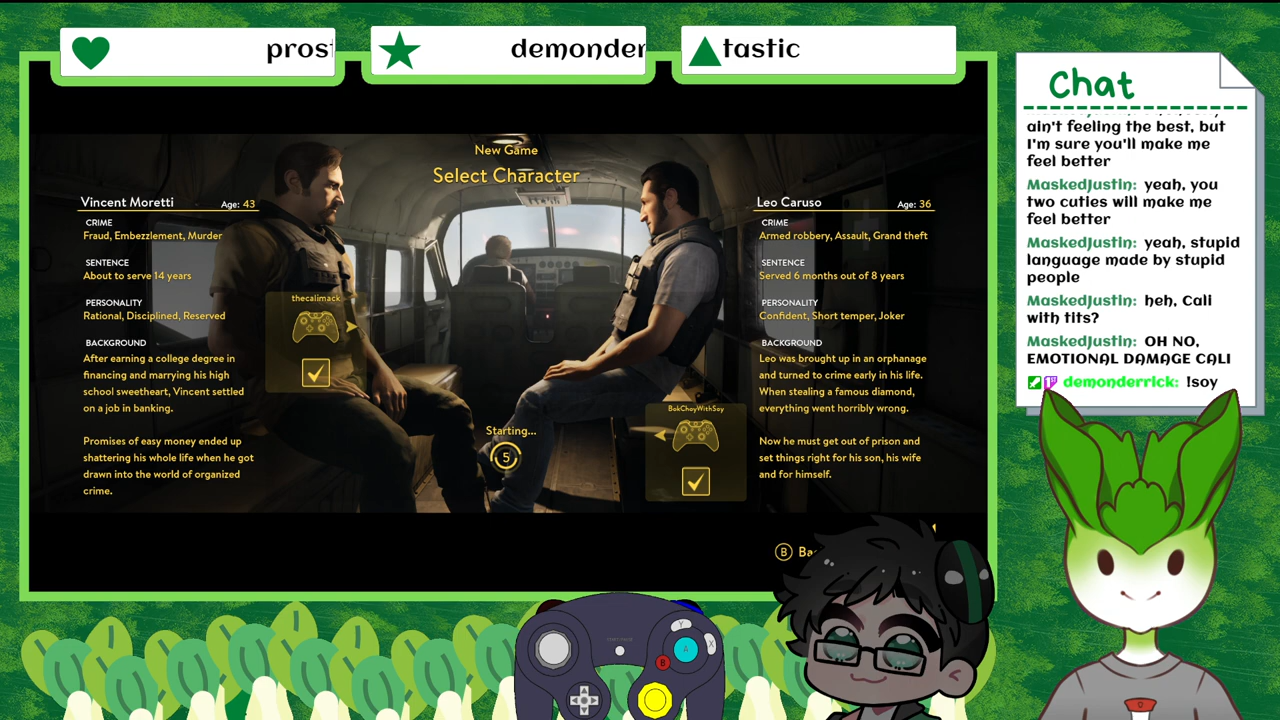 demonder
tastic
New Game
Select Character
Vincent Moretti Age: 43
CRIME
Fraud, Embezzlement, Murder
SENTENCE
About to serve 14 years
PERSONALITY
Rational, Disciplined, Reserved
BACKGROUND
After earning a college degree in
financing and marrying his high
school sweetheart, Vincent settled
on a job in banking.
Promises of easy money ended up
shattering his whole life when he got
drawn into the world of organized
crime.
thecalimack
Starting...
5
BokChoyWithSoy
Leo Caruso Age: 36
CRIME
Armed robbery, Assault, Grand theft
SENTENCE
Served 6 months out of 8 years
PERSONALITY
Confident, Short temper, Joker
BACKGROUND
Leo was brought up in an orphanage
and turned to crime early in his life.
When stealing a famous diamond,
everything went horribly wrong.
Now he must get out of prison and
set things right for his son, his wife
and for himself.
B Ba
Chat
ain't feeling the best, but
I'm sure you'll make me
feel better
MaskedJustin: yeah, you
two cuties will make me
feel better
MaskedJustin: yeah, stupid
language made by stupid
people
MaskedJustin: heh, Cali
with tits?
MaskedJustin: OH NO,
EMOTIONAL DAMAGE CALI
demonderrick: !soy
Y
X
A
B